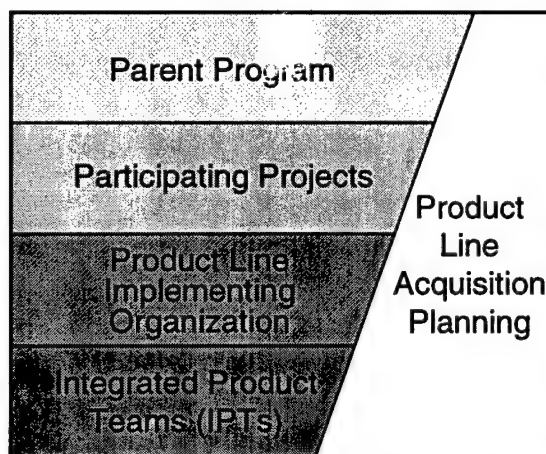 Parent Program
Participating Projects
Product Line
Implementing
Organization
Integrated Product
Teams (IPTs)
Product
Line
Acquisition
Planning